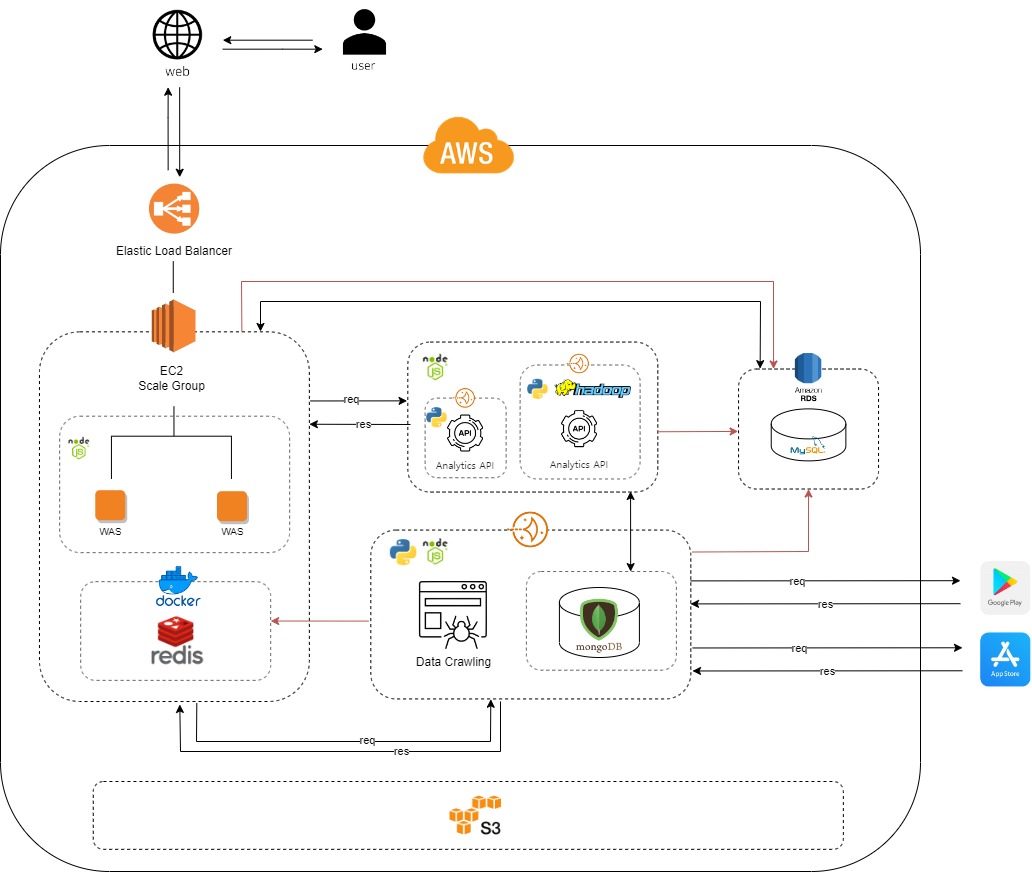 web
user
AWS
Elastic Load Balancer
EC2
Scale Group
node
JS
WAS
WAS
docker
redis
req
res
node
JS
API
Analytics API
hadoop
API
Analytics API
Amazon
RDS
MySQL
node
JS
Data Crawling
mongoDB
req
res
req
res
Google Play
App Store
req
res
S3